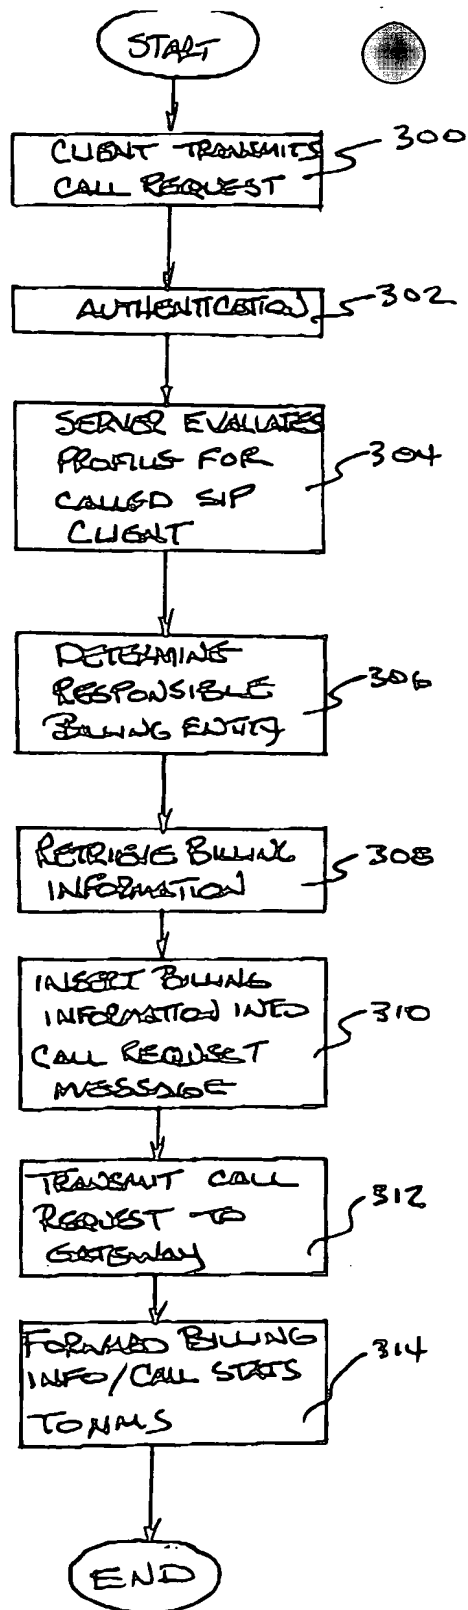 START
CLIENT TRANSMITS
CALL REQUEST
300
AUTHENTICATION
302
SERVER EVALUATES
PROFILE FOR
CALLED SIP
CLIENT
304
DETERMINE
RESPONSIBLE
BILLING ENTITY
306
RETRIEVE BILLING
INFORMATION
308
INSERT BILLING
INFORMATION INTO
CALL REQUEST
MESSAGE
310
TRANSMIT CALL
REQUEST TO
GATEWAY
312
FORWARD BILLING
INFO/CALL STATS
TO NMS
314
END